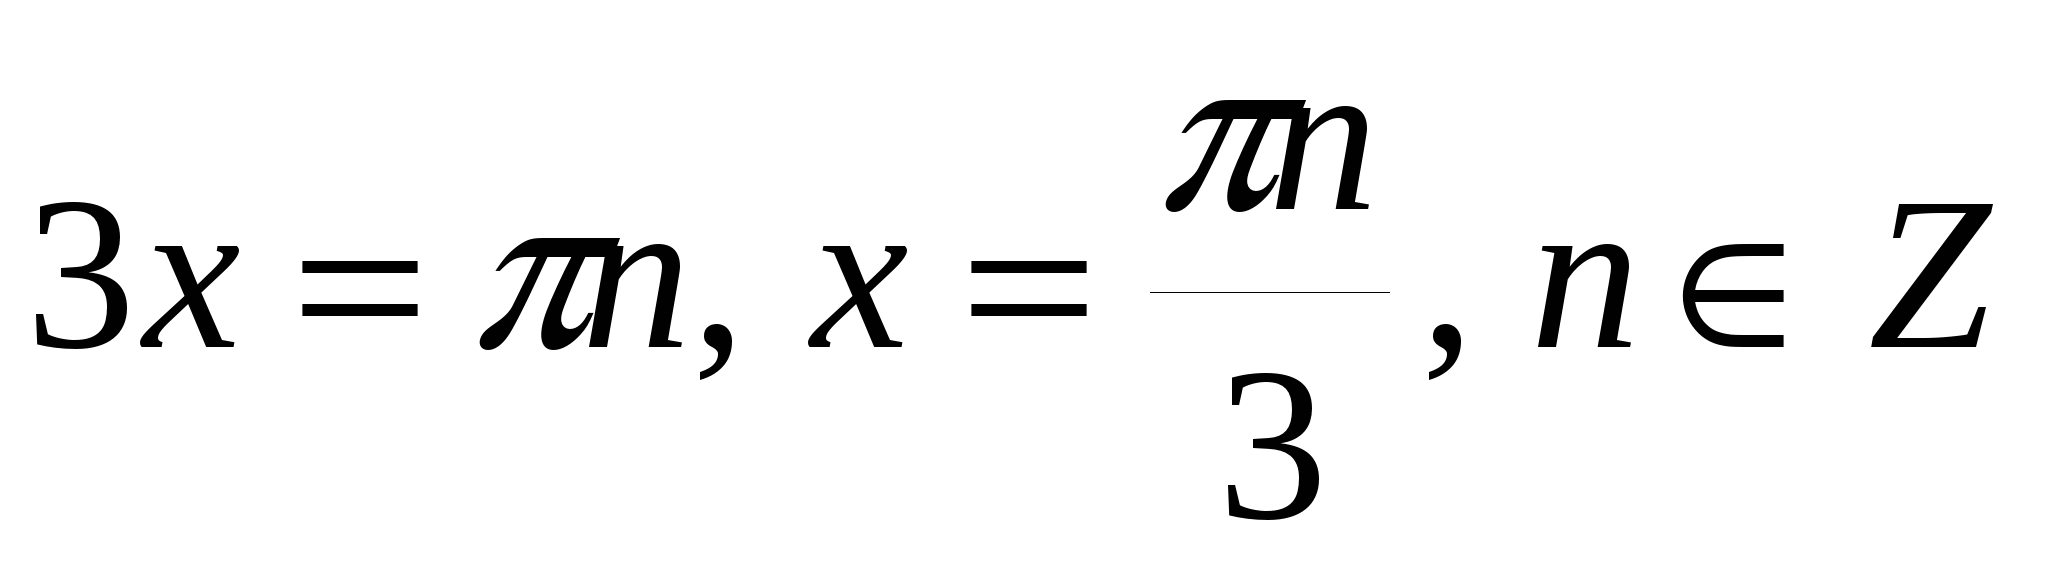 3x = πn, x = πn/3, n ∈ Z